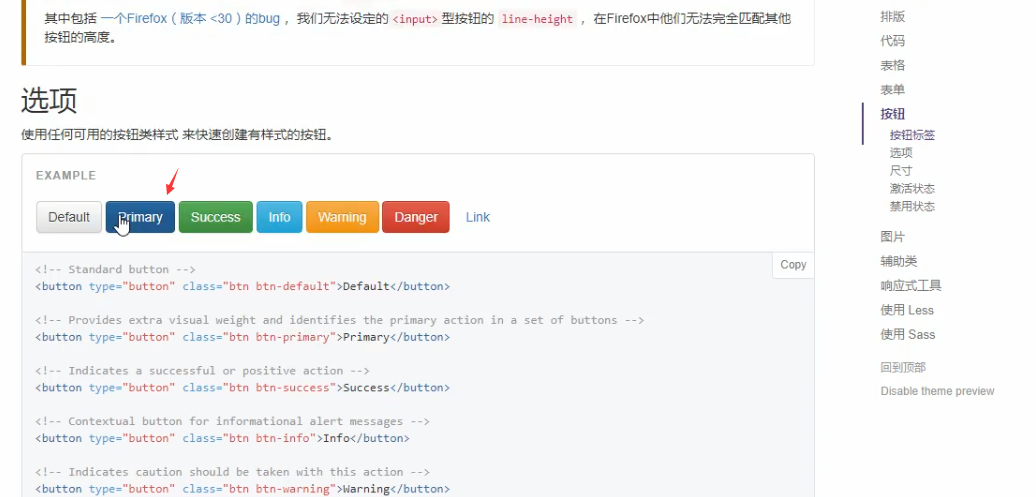 其中包括 一个Firefox（版本 <30）的bug ，我们无法设定的 <input> 型按钮的 line-height ，在Firefox中他们无法完全匹配其他
按钮的高度。
选项
使用任何可用的按钮类样式 来快速创建有样式的按钮。
EXAMPLE
Default Primary Success Info Warning Danger Link
Copy
<!-- Standard button -->
<button type="button" class="btn btn-default">Default</button>
<!-- Provides extra visual weight and identifies the primary action in a set of buttons -->
<button type="button" class="btn btn-primary">Primary</button>
<!-- Indicates a successful or positive action -->
<button type="button" class="btn btn-success">Success</button>
<!-- Contextual button for informational alert messages -->
<button type="button" class="btn btn-info">Info</button>
<!-- Indicates caution should be taken with this action -->
<button type="button" class="btn btn-warning">Warning</button>
排版
代码
表格
表单
按钮
按钮标签
选项
尺寸
激活状态
禁用状态
图片
辅助类
响应式工具
使用 Less
使用 Sass
回到顶部
Disable theme preview